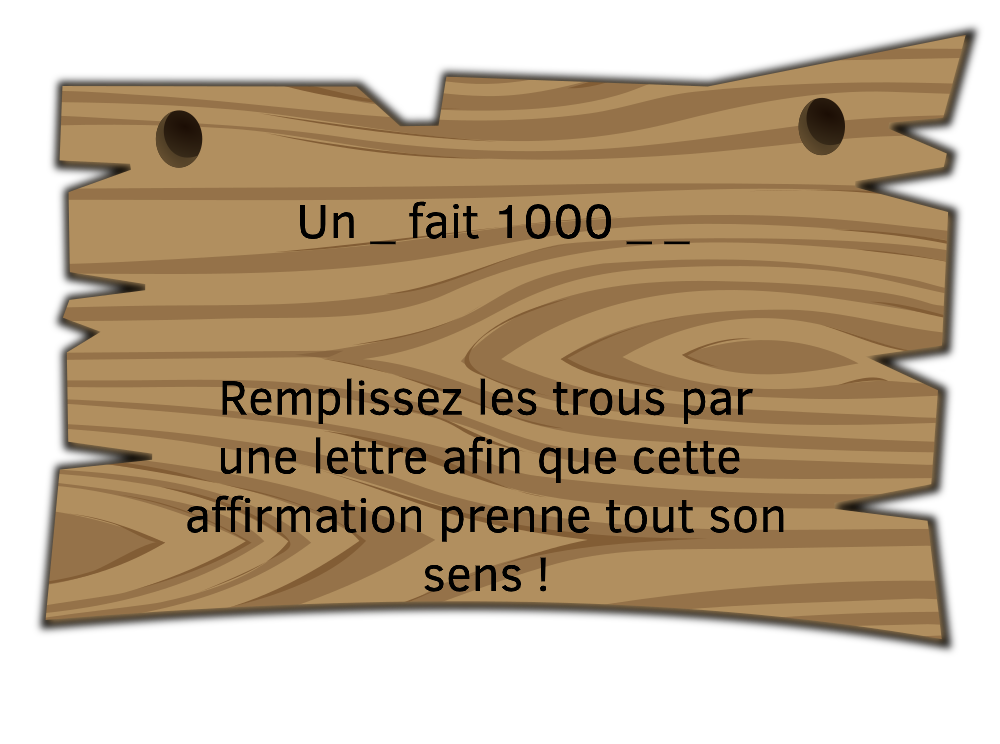 Un _ fait 1000 _ _
Remplissez les trous par
une lettre afin que cette
affirmation prenne tout son
sens !